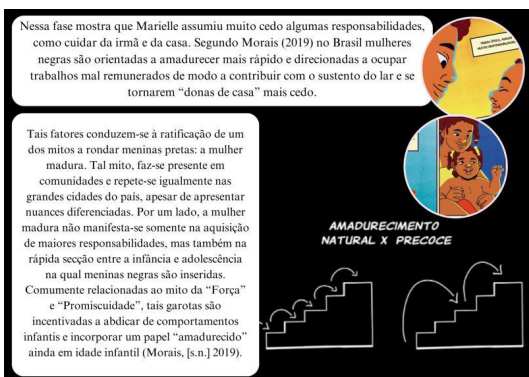 Nessa fase mostra que Marielle assumiu muito cedo algumas responsabilidades,
como cuidar da irmã e da casa. Segundo Morais (2019) no Brasil mulheres
negras são orientadas a amadurecer mais rápido e direcionadas a ocupar
trabalhos mal remunerados de modo a contribuir com o sustento do lar e se
tornarem “donas de casa” mais cedo.
Tais fatores conduzem-se à ratificação de um
dos mitos a rondar meninas pretas: a mulher
madura. Tal mito, faz-se presente em
comunidades e repete-se igualmente nas
grandes cidades do país, apesar de apresentar
nuances diferenciadas. Por um lado, a mulher
madura não manifesta-se somente na aquisição
de maiores responsabilidades, mas também na
rápida secção entre a infância e adolescência
na qual meninas negras são inseridas.
Comumente relacionadas ao mito da “Força”
e “Promiscuidade”, tais garotas são
incentivadas a abdicar de comportamentos
infantis e incorporar um papel “amadurecido”
ainda em idade infantil (Morais, [s.n.] 2019).
AMADURECIMENTO
NATURAL X PRECOCE